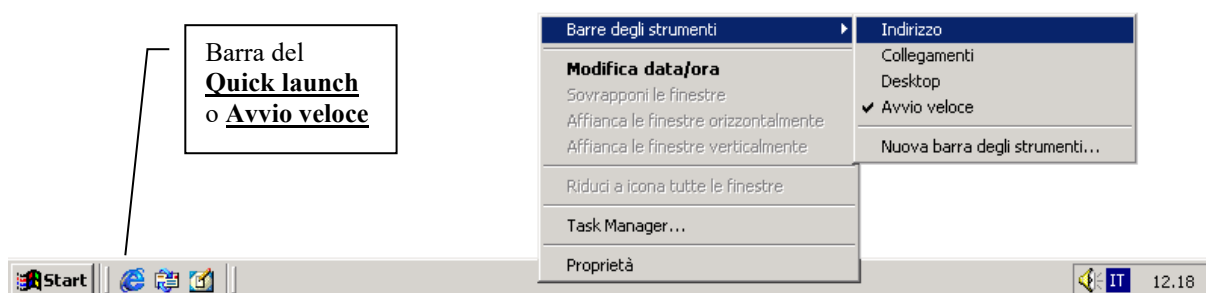 Barra del
Quick launch
o Avvio veloce
Barre degli strumenti
Modifica data/ora
Sovrapponi le finestre
Affianca le finestre orizzontalmente
Affianca le finestre verticalmente
Riduci a icona tutte le finestre
Task Manager...
Proprietà
Indirizzo
Collegamenti
Desktop
Avvio veloce
Nuova barra degli strumenti...
Start
IT 12.18